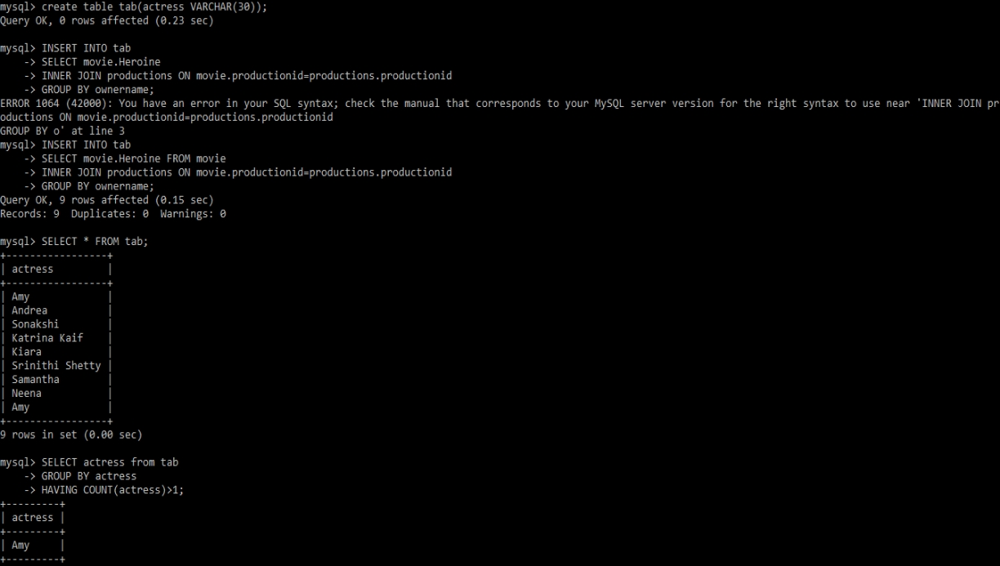 mysql> create table tab(actress VARCHAR(30));
Query OK, 0 rows affected (0.23 sec)
mysql> INSERT INTO tab
    -> SELECT movie.Heroine
    -> INNER JOIN productions ON movie.productionid=productions.productionid
    -> GROUP BY ownername;
ERROR 1064 (42000): You have an error in your SQL syntax; check the manual that corresponds to your MySQL server version for the right syntax to use near 'INNER JOIN pr
oductions ON movie.productionid=productions.productionid
GROUP BY o' at line 3
mysql> INSERT INTO tab
    -> SELECT movie.Heroine FROM movie
    -> INNER JOIN productions ON movie.productionid=productions.productionid
    -> GROUP BY ownername;
Query OK, 9 rows affected (0.15 sec)
Records: 9  Duplicates: 0  Warnings: 0
mysql> SELECT * FROM tab;
+-----------------+
| actress         |
+-----------------+
| Amy             |
| Andrea          |
| Sonakshi        |
| Katrina Kaif    |
| Kiara           |
| Srinithi Shetty |
| Samantha        |
| Neena           |
| Amy             |
+-----------------+
9 rows in set (0.00 sec)
mysql> SELECT actress from tab
    -> GROUP BY actress
    -> HAVING COUNT(actress)>1;
+---------+
| actress |
+---------+
| Amy     |
+---------+